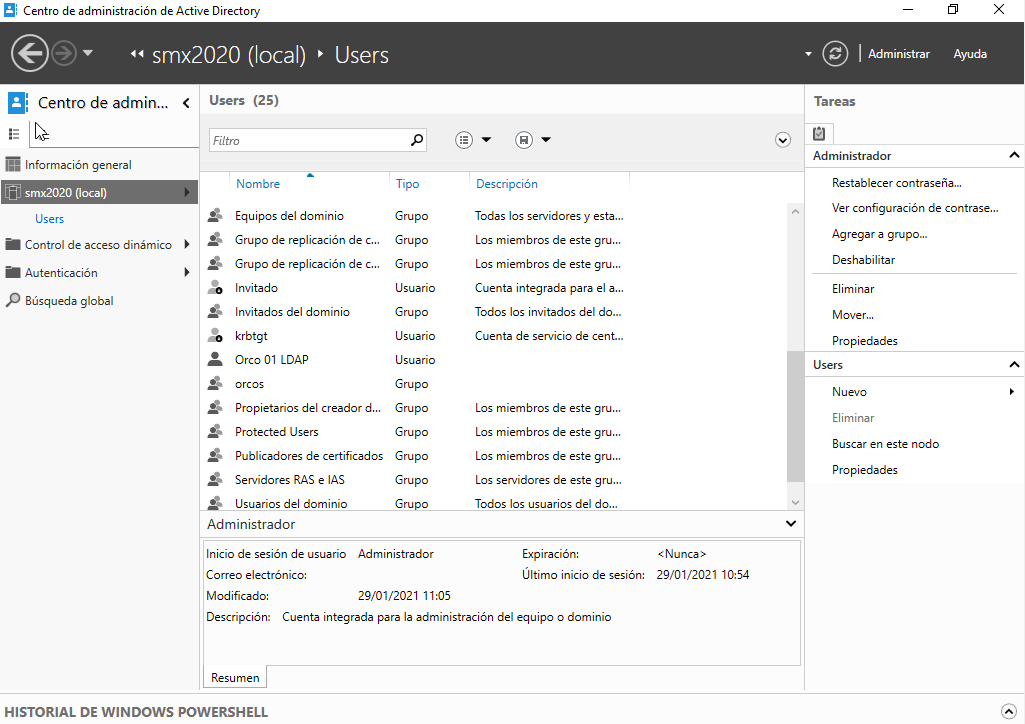 Centro de administración de Active Directory
smx2020 (local) Users
Administrar Ayuda
Centro de admin...
Información general
smx2020 (local)
Users
Control de acceso dinámico
Autenticación
Búsqueda global
Users (25)
Filtro
Nombre Tipo Descripción
Equipos del dominio Grupo Todas los servidores y esta...
Grupo de replicación de c... Grupo Los miembros de este gru...
Grupo de replicación de c... Grupo Los miembros de este gru...
Invitado Usuario Cuenta integrada para el a...
Invitados del dominio Grupo Todos los invitados del do...
krbtgt Usuario Cuenta de servicio de cent...
Orco 01 LDAP Usuario
orcos Grupo
Propietarios del creador d... Grupo Los miembros de este gru...
Protected Users Grupo Los miembros de este gru...
Publicadores de certificados Grupo Los miembros de este gru...
Servidores RAS e IAS Grupo Los servidores de este gru...
Usuarios del dominio Grupo Todos los usuarios del do...
Administrador
Inicio de sesión de usuario Administrador Expiración: <Nunca>
Correo electrónico: Último inicio de sesión: 29/01/2021 10:54
Modificado: 29/01/2021 11:05
Descripción: Cuenta integrada para la administración del equipo o dominio
Resumen
Tareas
Administrador
Restablecer contraseña...
Ver configuración de contrase...
Agregar a grupo...
Deshabilitar
Eliminar
Mover...
Propiedades
Users
Nuevo
Eliminar
Buscar en este nodo
Propiedades
HISTORIAL DE WINDOWS POWERSHELL